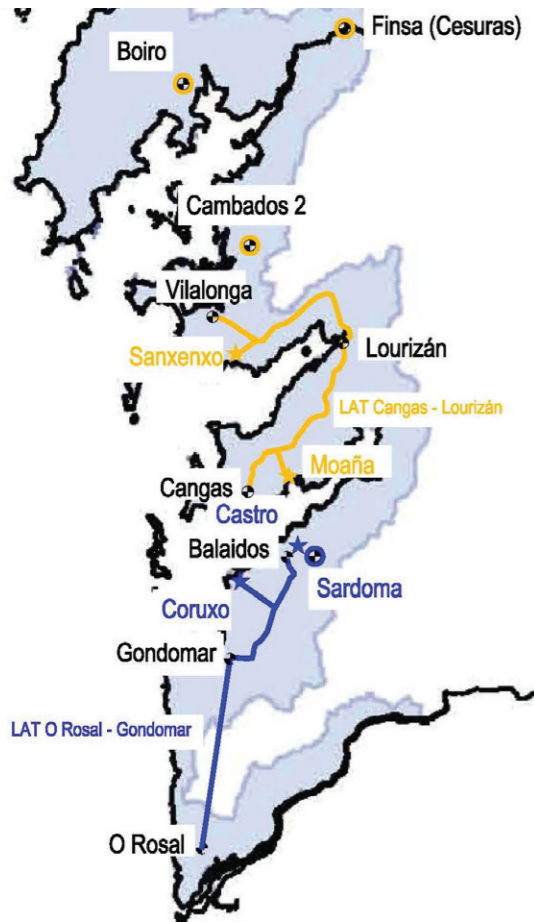 Finsa (Cesuras)
Boiro
Cambados 2
Vilalonga
Sanxenxo
Lourizán
LAT Cangas - Lourizán
Moaña
Cangas
Castro
Balaidos
Sardoma
Coruxo
Gondomar
LAT O Rosal - Gondomar
O Rosal